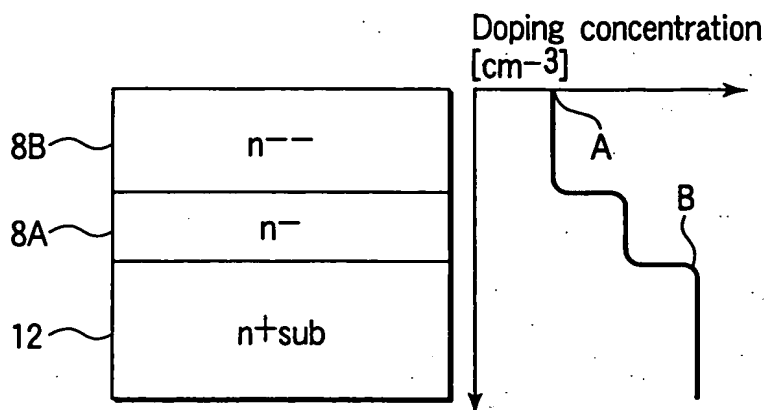 Doping concentration
[cm-3]
8B
n--
A
8A
n-
B
12
n+sub